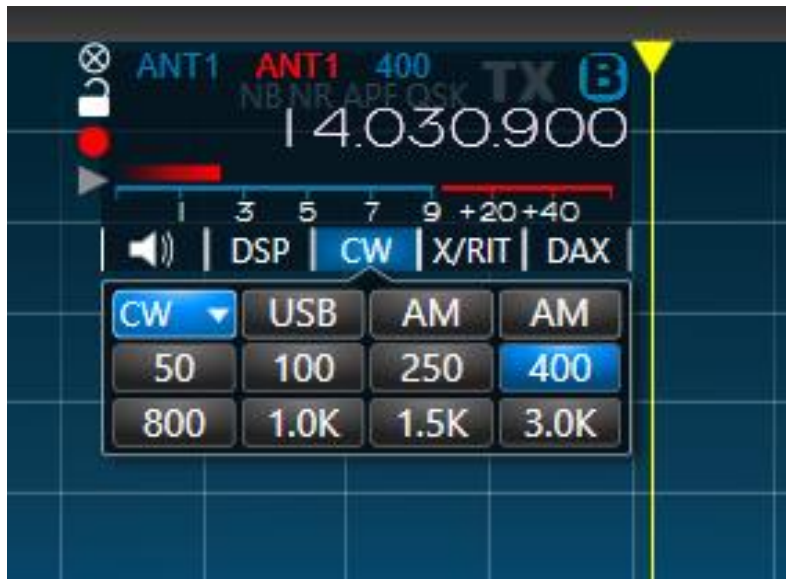 ANT1 ANT1 400 TX B
NB NR APF QSK
14.030.900
1 3 5 7 9 +20 +40
DSP CW X/RIT DAX
CW USB AM AM
50 100 250 400
800 1.0K 1.5K 3.0K